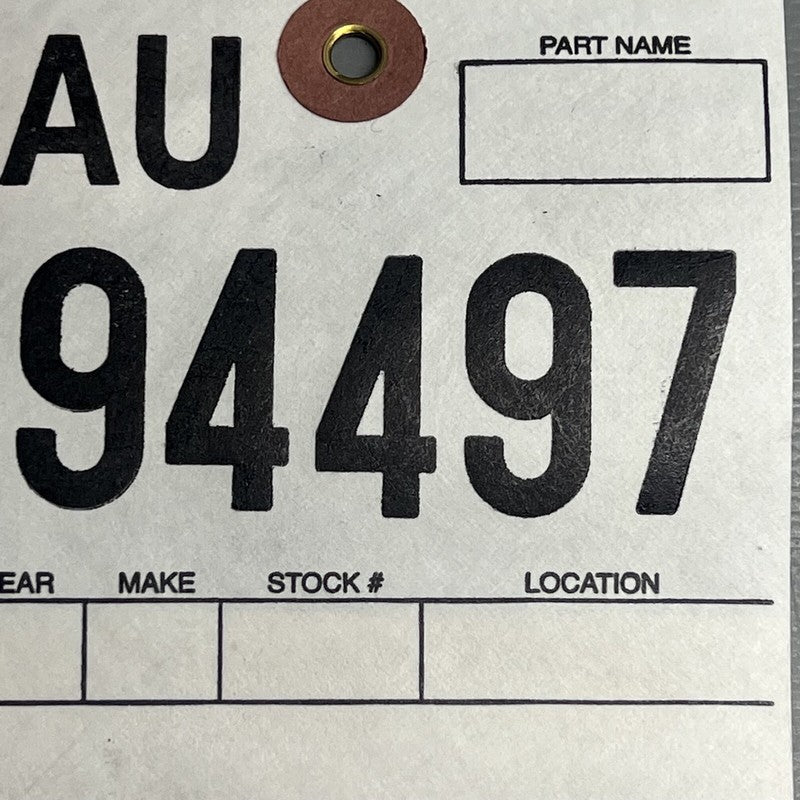 AU
PART NAME
94497
EAR MAKE STOCK # LOCATION